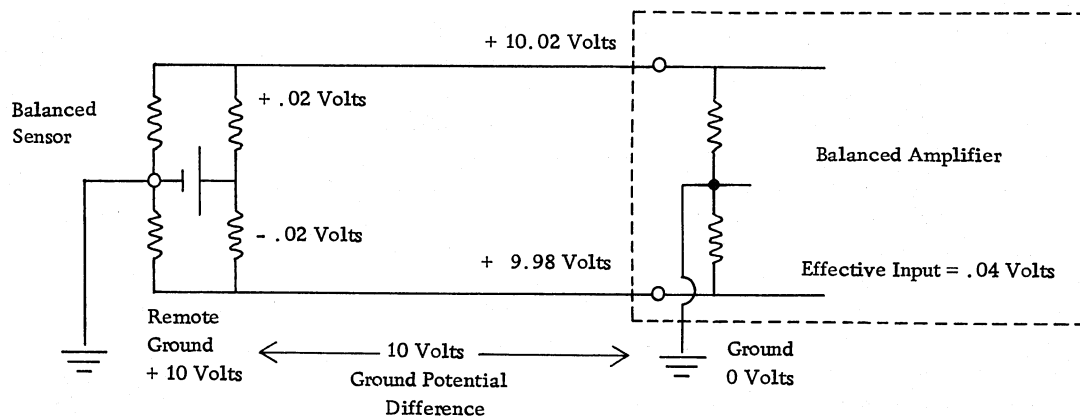 + 10.02 Volts
Balanced
Sensor
+ .02 Volts
Balanced Amplifier
- .02 Volts
+ 9.98 Volts
Effective Input = .04 Volts
Remote
Ground
+ 10 Volts
10 Volts
Ground Potential
Difference
Ground
0 Volts